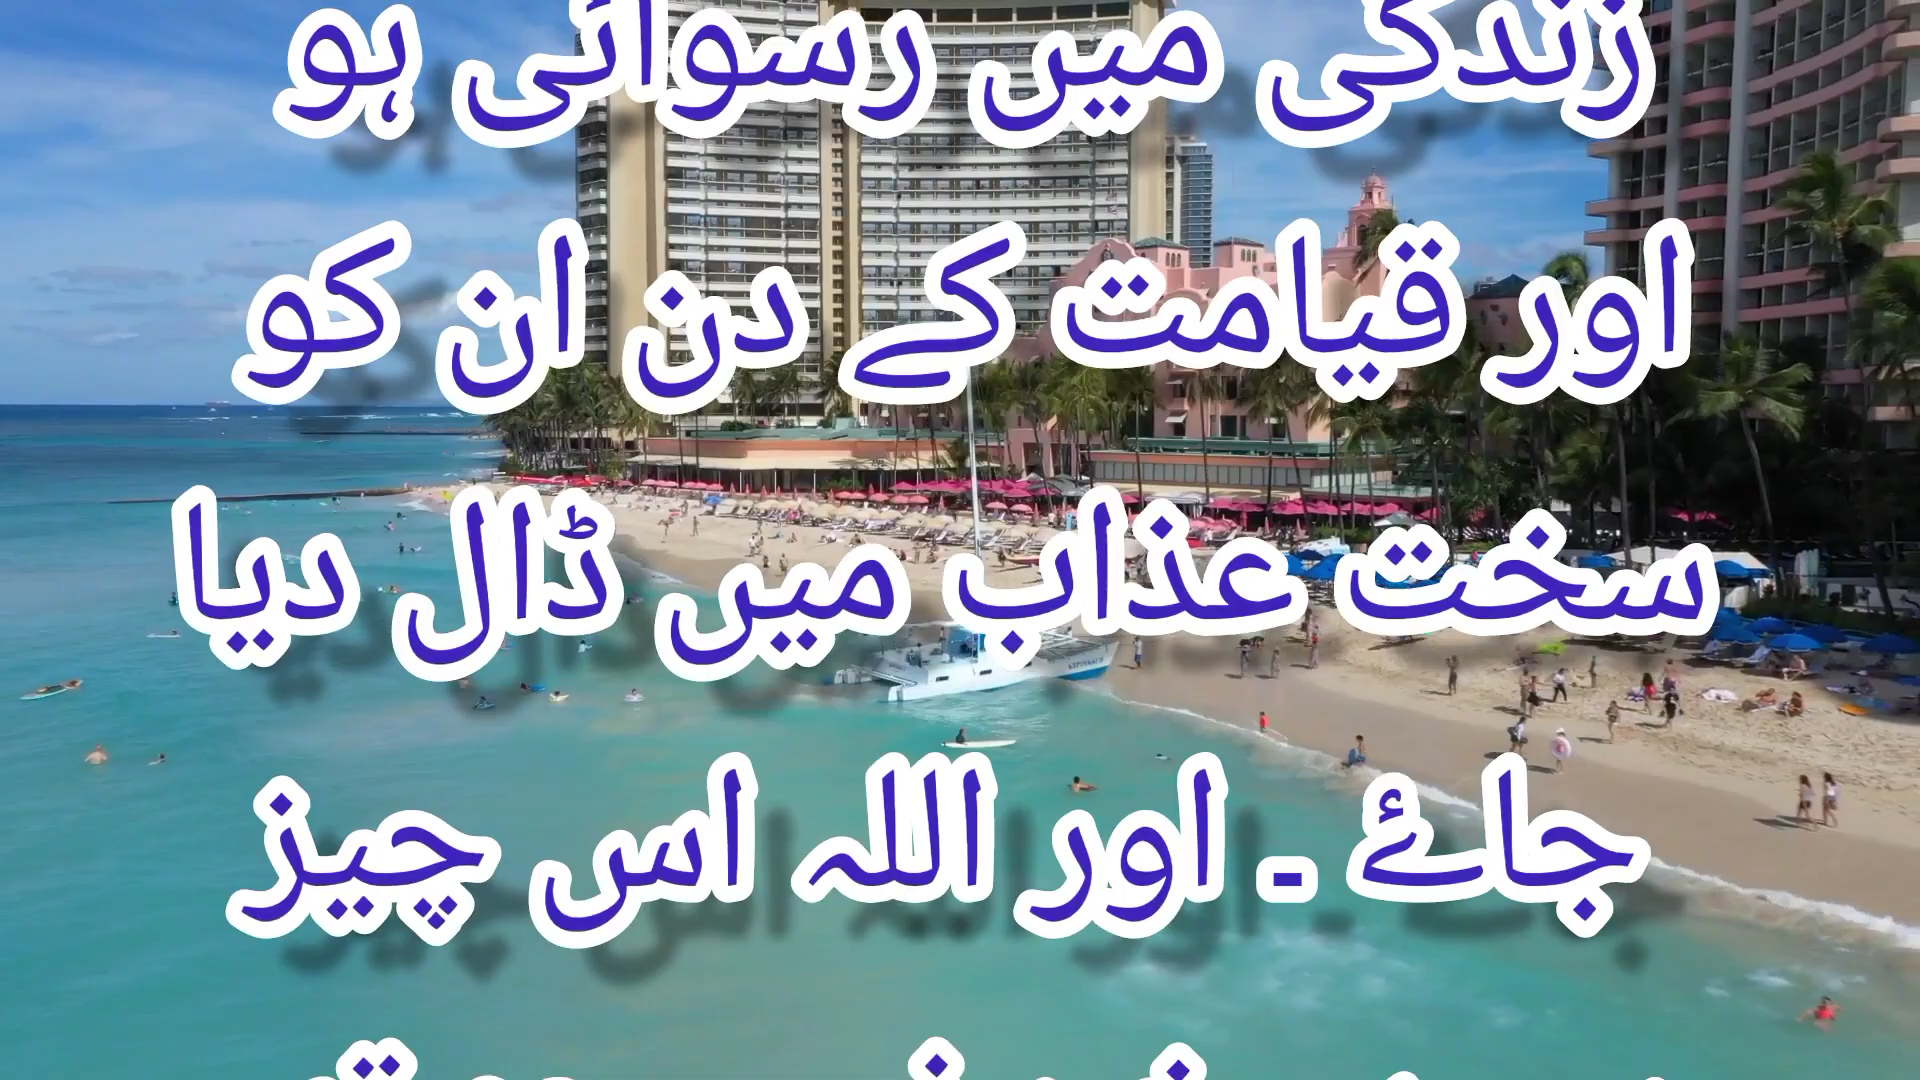 زندگی میں رسوائی ہو
اور قیامت کے دن ان کو
سخت عذاب میں ڈال دیا
جائے ۔ اور اللہ اس چیز